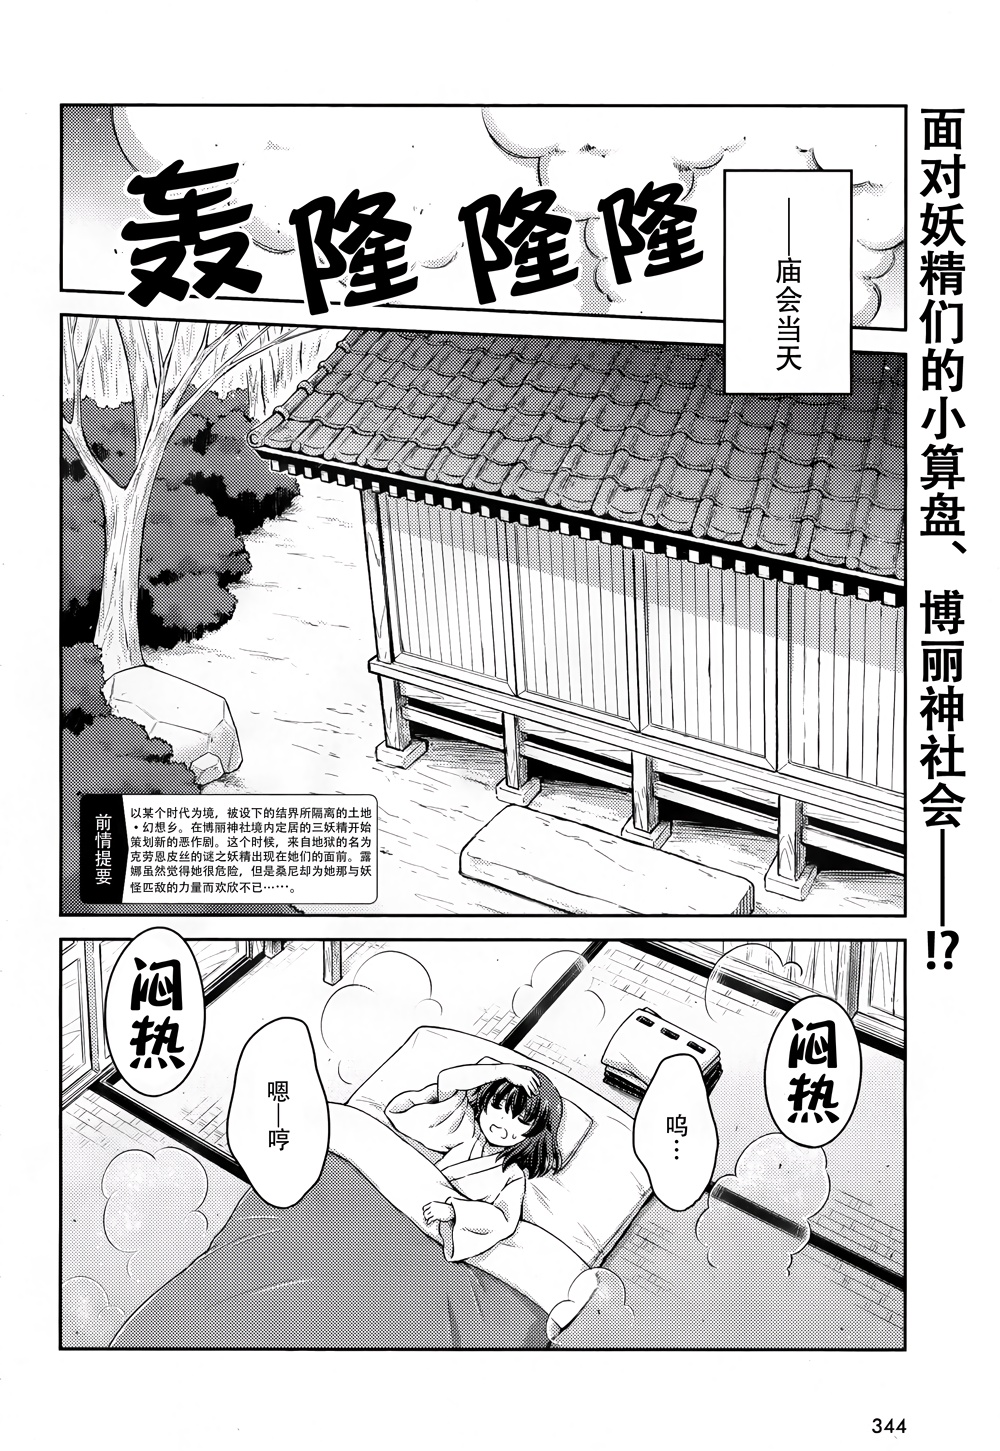 面对妖精们的小算盘、 博丽神社会——!?
——庙会当天
轰隆隆隆
前情提要
以某个时代为境，被设下的结界所隔离的土地
・幻想乡。在博丽神社境内定居的三妖精开始
策划新的恶作剧。这个时候，来自地狱的名为
克劳恩皮丝的谜之妖精出现在她们的面前。露
娜虽然觉得她很危险，但是桑尼却为她那与妖
怪匹敌的力量而欢欣不已……。
闷热
呜…
嗯—哼
闷热
344